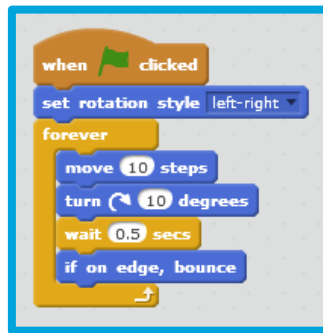 when clicked
set rotation style left-right
forever
move 10 steps
turn 10 degrees
wait 0.5 secs
if on edge, bounce